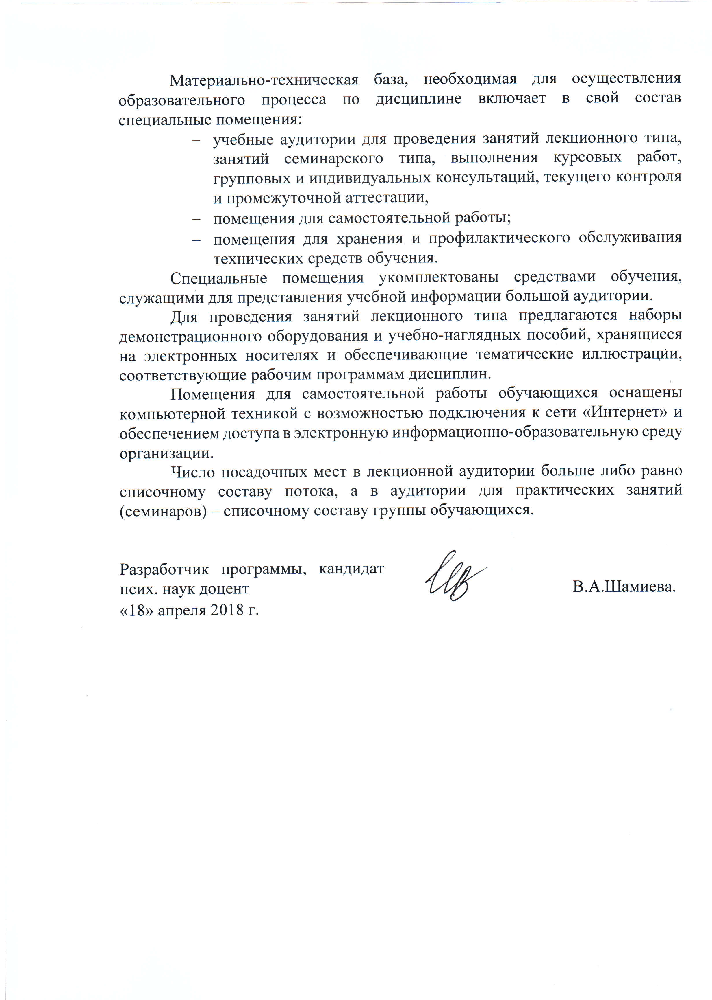 Материально-техническая база, необходимая для осуществления
образовательного процесса по дисциплине включает в свой состав
специальные помещения:
– учебные аудитории для проведения занятий лекционного типа,
занятий семинарского типа, выполнения курсовых работ,
групповых и индивидуальных консультаций, текущего контроля
и промежуточной аттестации,
– помещения для самостоятельной работы;
– помещения для хранения и профилактического обслуживания
технических средств обучения.
Специальные помещения укомплектованы средствами обучения,
служащими для представления учебной информации большой аудитории.
Для проведения занятий лекционного типа предлагаются наборы
демонстрационного оборудования и учебно-наглядных пособий, хранящиеся
на электронных носителях и обеспечивающие тематические иллюстрации,
соответствующие рабочим программам дисциплин.
Помещения для самостоятельной работы обучающихся оснащены
компьютерной техникой с возможностью подключения к сети «Интернет» и
обеспечением доступа в электронную информационно-образовательную среду
организации.
Число посадочных мест в лекционной аудитории больше либо равно
списочному составу потока, а в аудитории для практических занятий
(семинаров) – списочному составу группы обучающихся.
Разработчик программы, кандидат
псих. наук доцент В.А.Шамиева.
«18» апреля 2018 г.